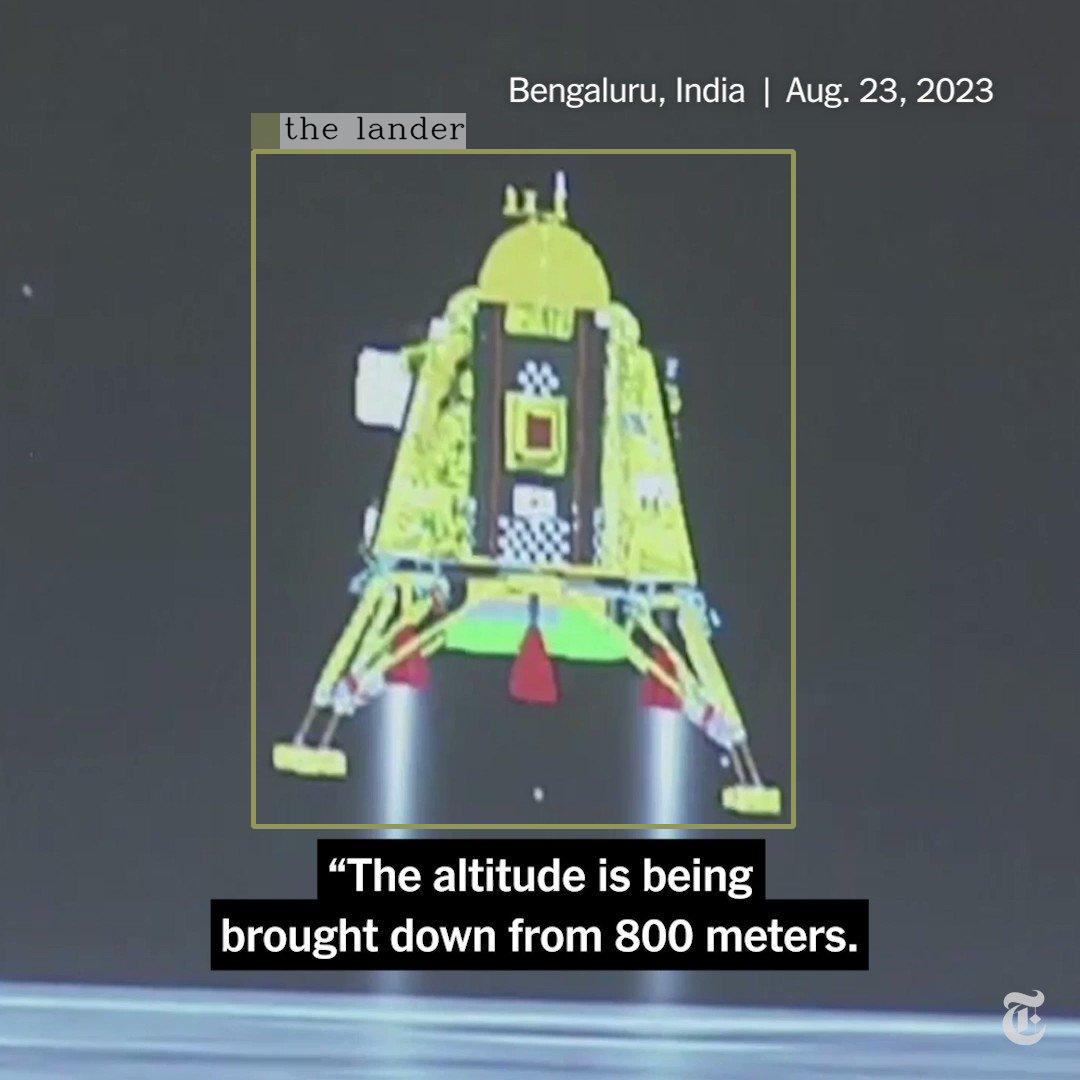 Bengaluru, India | Aug. 23, 2023
the lander
“The altitude is being
brought down from 800 meters.